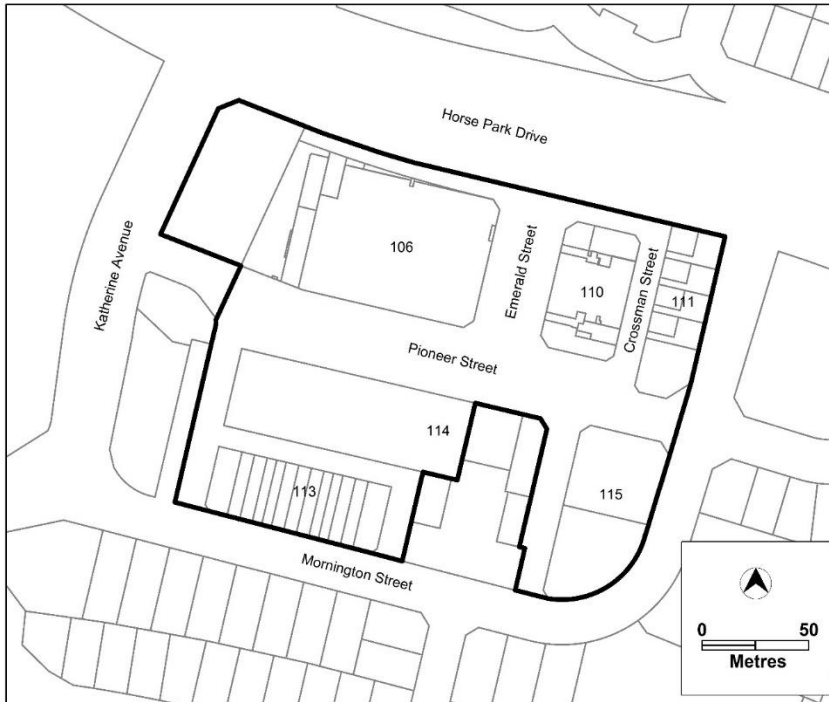 Horse Park Drive
Katherine Avenue
106
Emerald Street
110
Crossman Street
111
Pioneer Street
114
113
115
Mornington Street
0 50
Metres